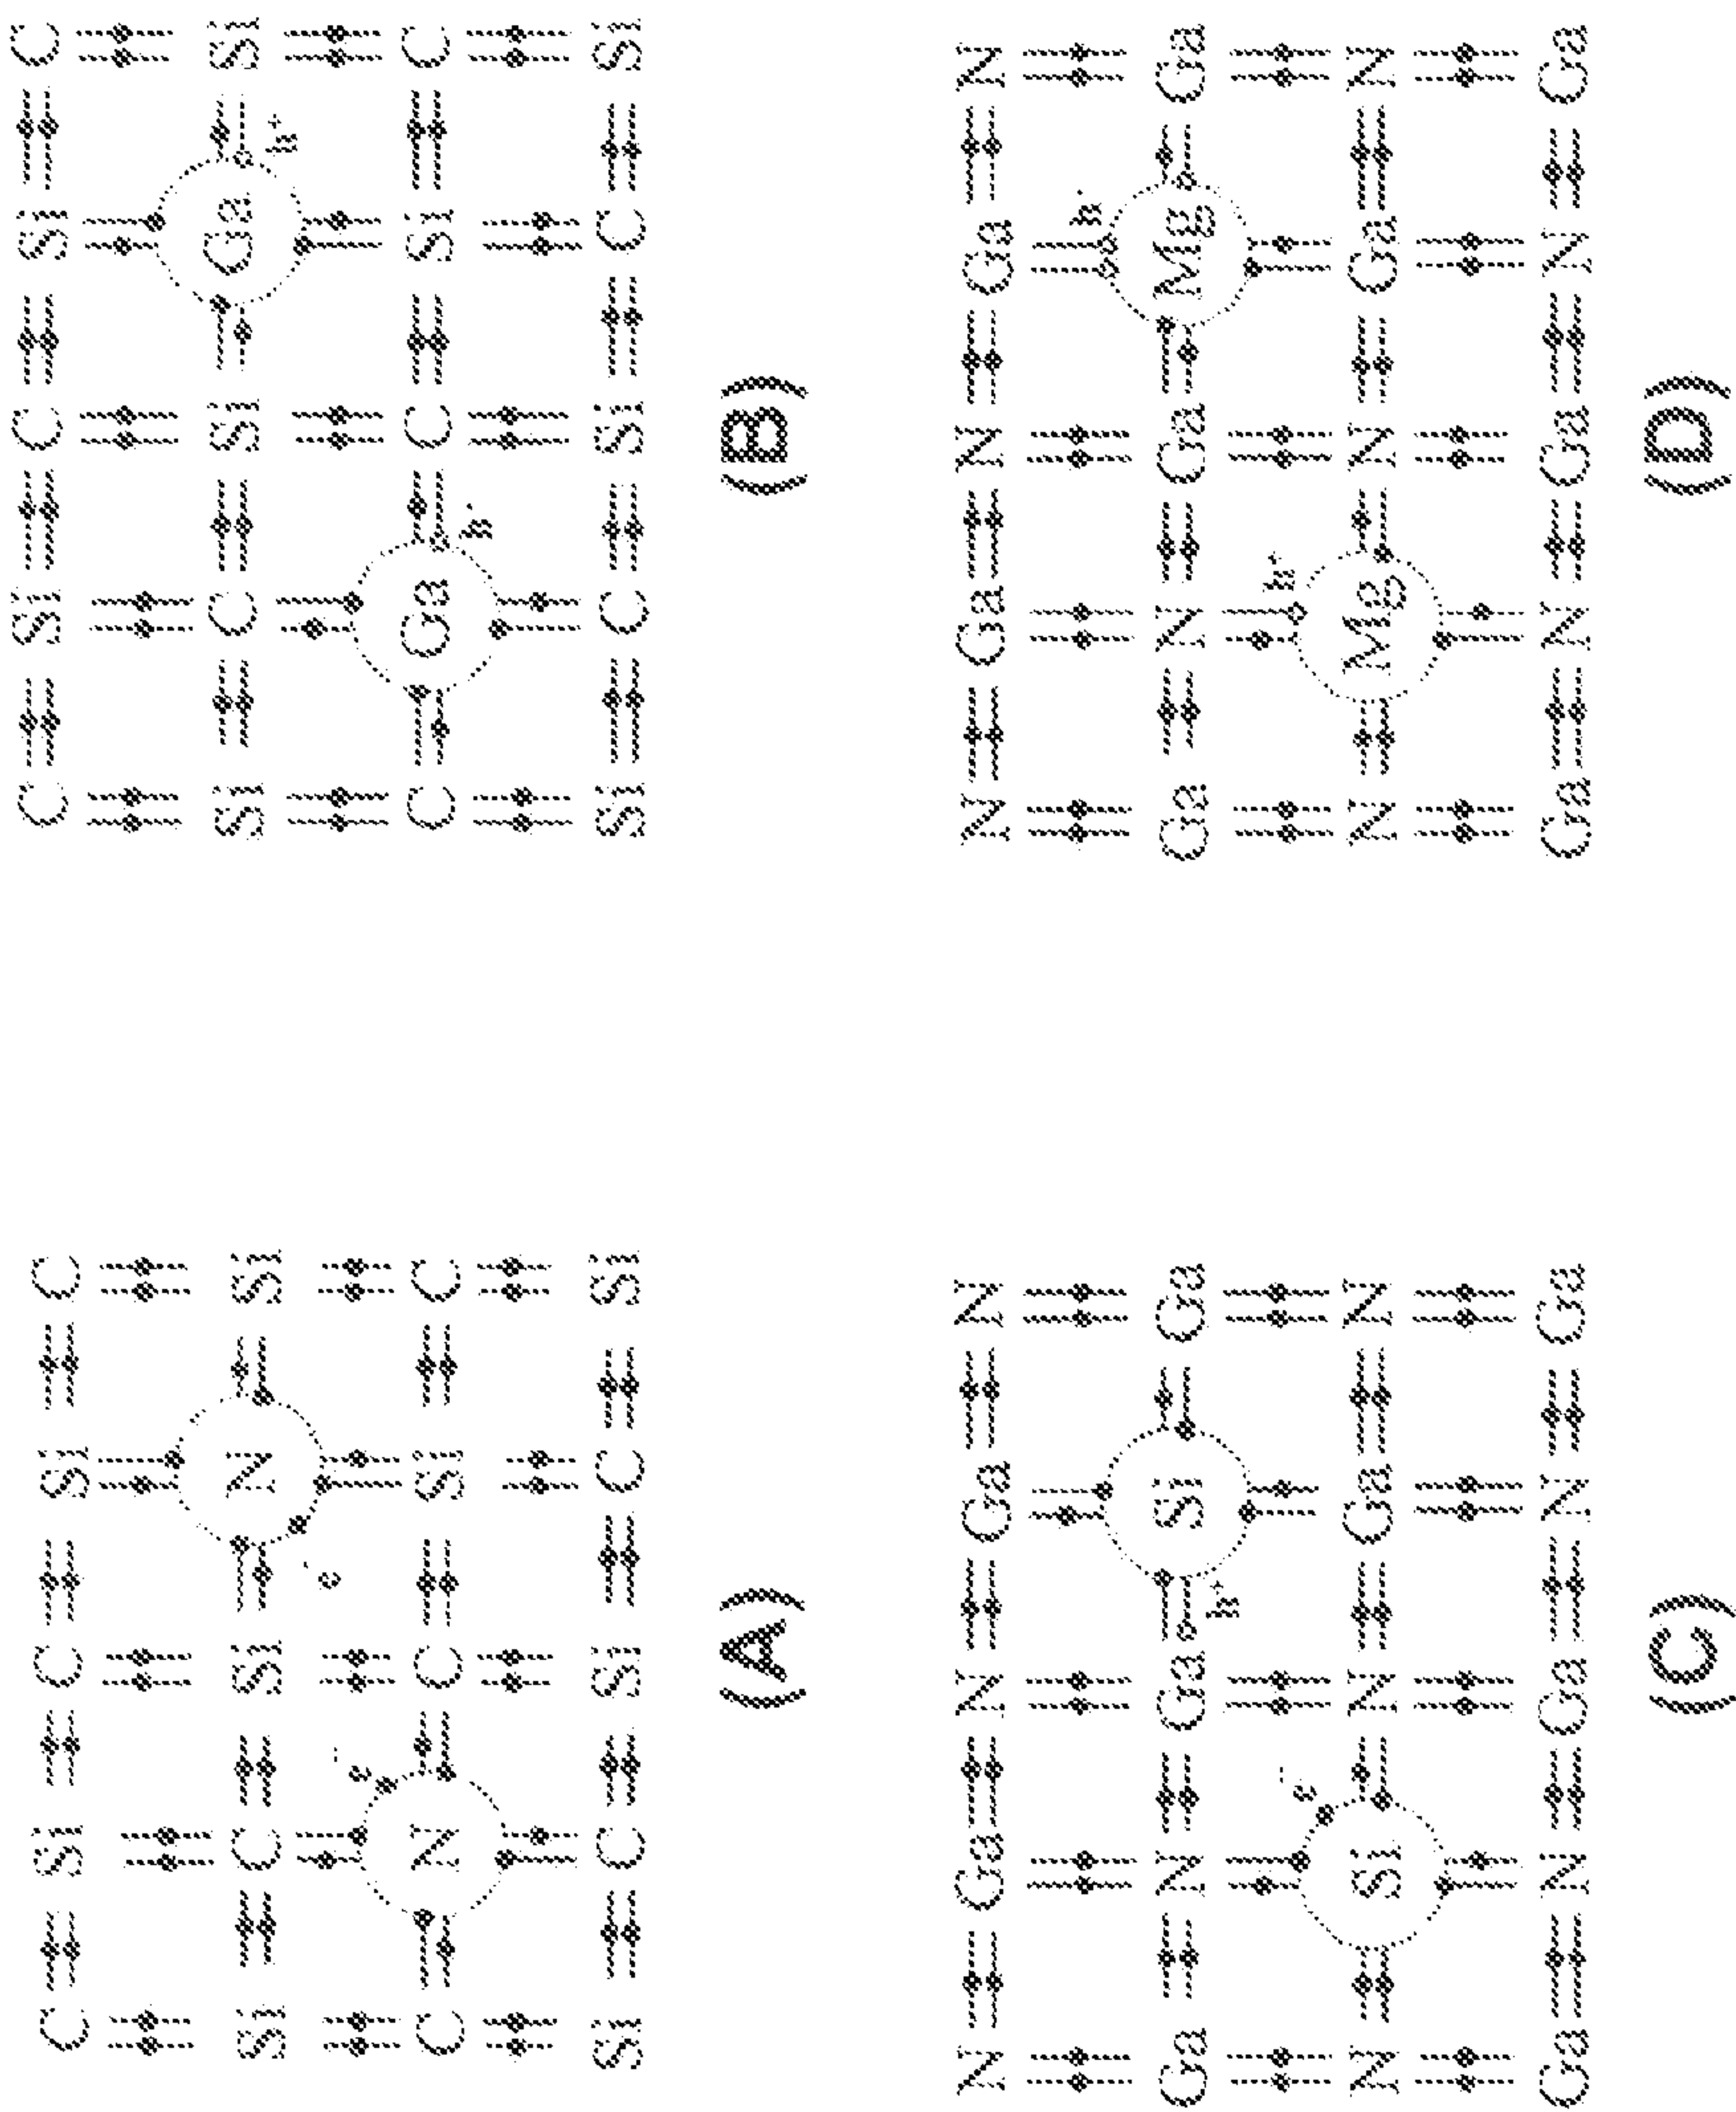 C Si C Si C
Si C Si N Si
e⁻ e⁻
C N C Si C
Si C Si C Si
(A)
C Si C Si C
Si C Si Ga Si
h⁺
C Ga C Si C
h⁺
Si C Si C Si
(B)
N Ga N Ga N
Ga N Ga Si Ga
e⁻ h⁺
N Si N Ga N
Ga N Ga N Ga
(C)
N Ga N Ga N
h⁺
Ga N Ga Mg Ga
h⁺
N Mg N Ga N
Ga N Ga N Ga
(D)